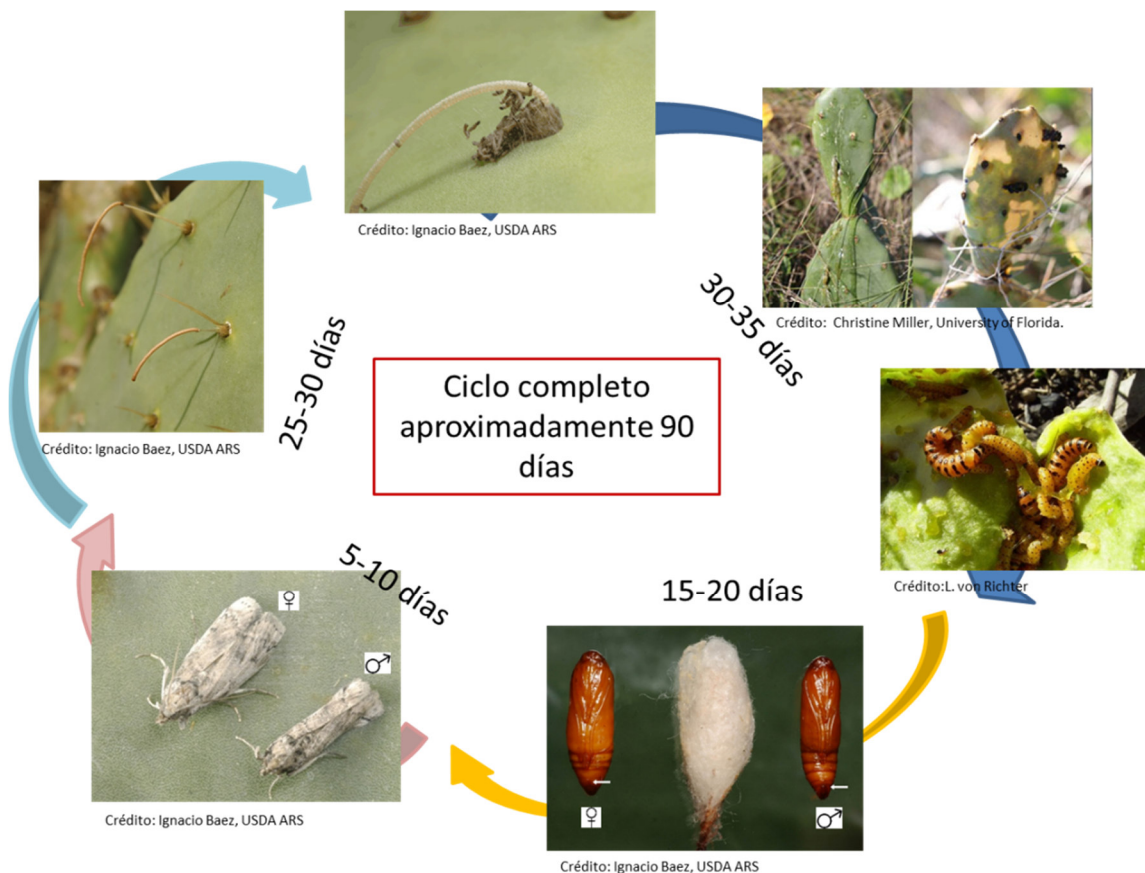 Crédito: Ignacio Baez, USDA ARS
Crédito: Christine Miller, University of Florida.
30-35 días
25-30 días
Ciclo completo
aproximadamente 90
días
Crédito: Ignacio Baez, USDA ARS
5-10 días
15-20 días
Crédito:L. von Richter
♀
♂
♀
♂
Crédito: Ignacio Baez, USDA ARS
Crédito: Ignacio Baez, USDA ARS